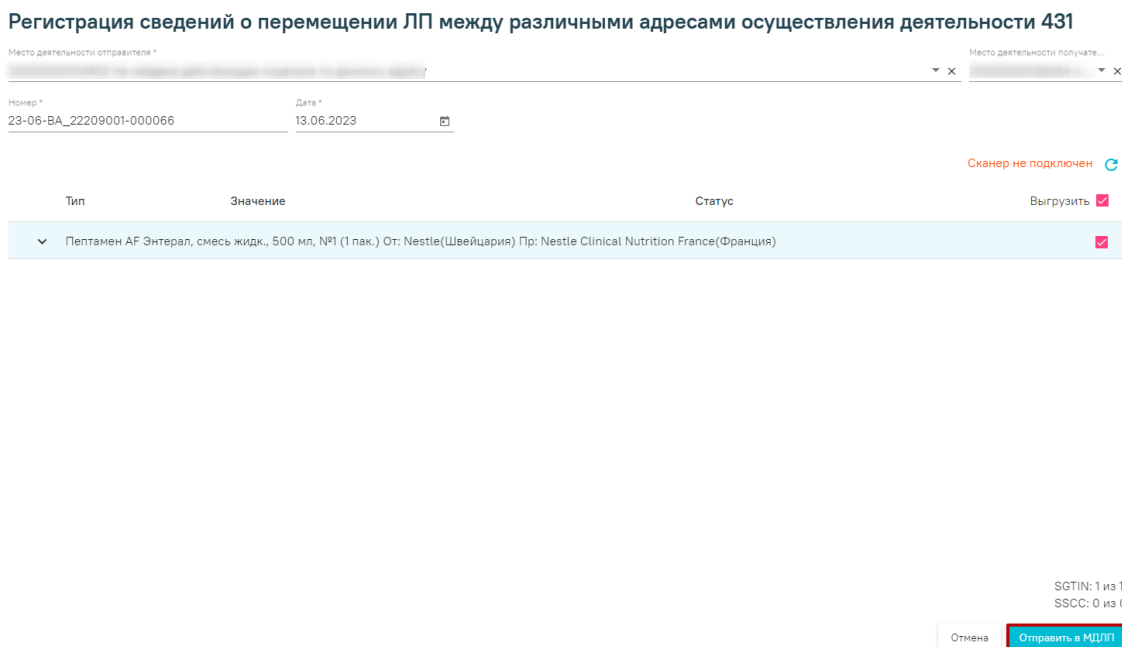 Регистрация сведений о перемещении ЛП между различными адресами осуществления деятельности 431
Место деятельности отправителя *
Место деятельности получате...
Номер *
Дата *
23-06-ВА_22209001-000066
13.06.2023
Сканер не подключен
Тип Значение Статус Выгрузить
Пептамен AF Энтерал, смесь жидк., 500 мл, №1 (1 пак.) От: Nestle(Швейцария) Пр: Nestle Clinical Nutrition France(Франция)
SGTIN: 1 из 1
SSCC: 0 из
Отмена
Отправить в МДЛП